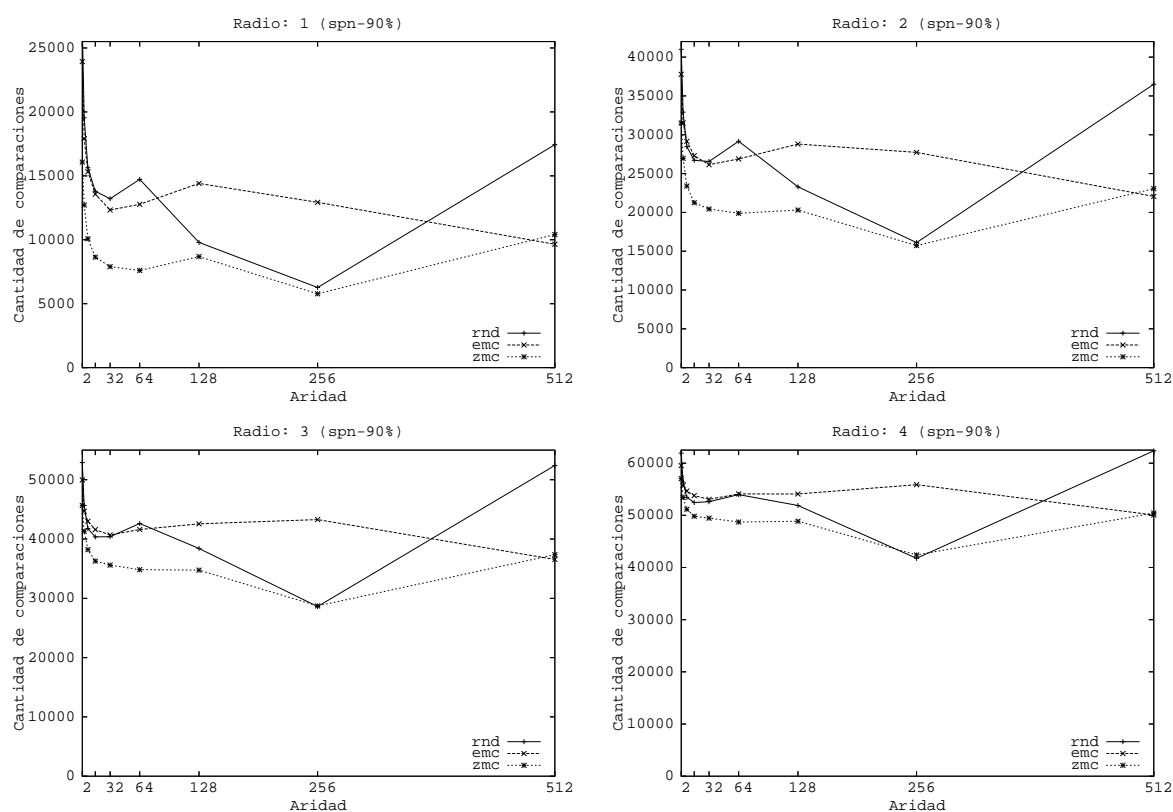 Radio: 1 (spn-90%)
Cantidad de comparaciones
25000
20000
15000
10000
5000
0
rnd
emc
zmc
2 32 64 128 256 512
Aridad
Radio: 2 (spn-90%)
Cantidad de comparaciones
40000
35000
30000
25000
20000
15000
10000
5000
0
rnd
emc
zmc
2 32 64 128 256 512
Aridad
Radio: 3 (spn-90%)
Cantidad de comparaciones
50000
40000
30000
20000
10000
0
rnd
emc
zmc
2 32 64 128 256 512
Aridad
Radio: 4 (spn-90%)
Cantidad de comparaciones
60000
50000
40000
30000
20000
10000
0
rnd
emc
zmc
2 32 64 128 256 512
Aridad